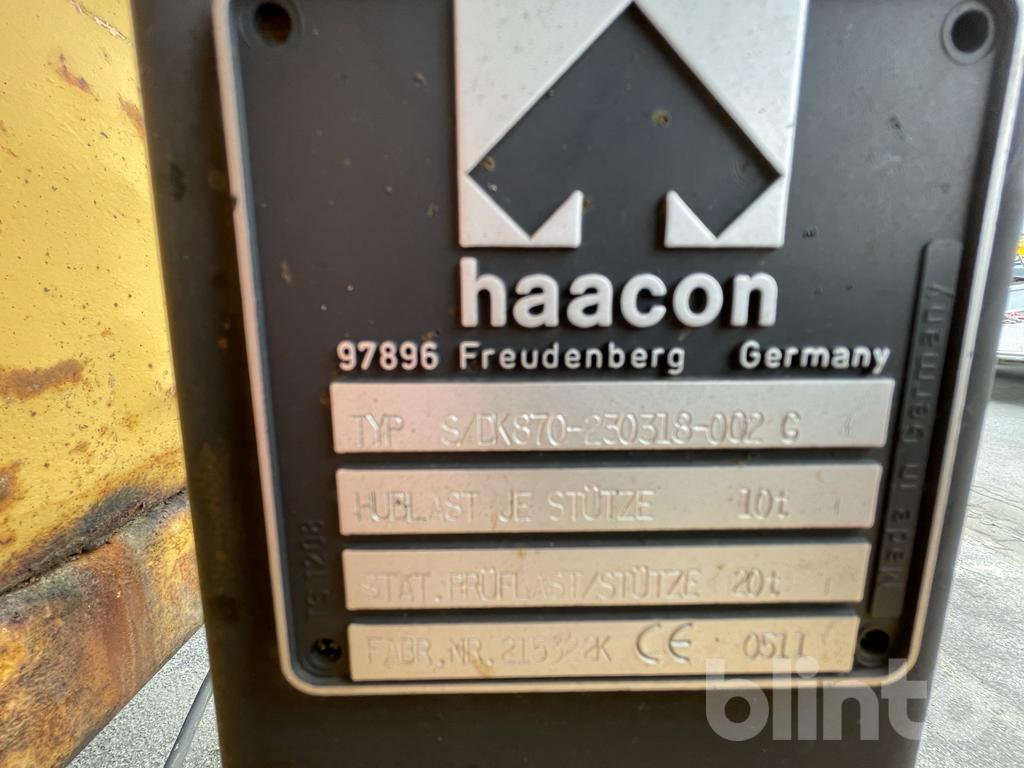 haacon
97896 Freudenberg Germany
TYP S/DK870-230318-002 G
HUBLAST JE STÜTZE 10t
STAT.PRÜFLAST/STÜTZE 20t
FABR.NR. 215322K CE 0511
Made in Germany
blinto